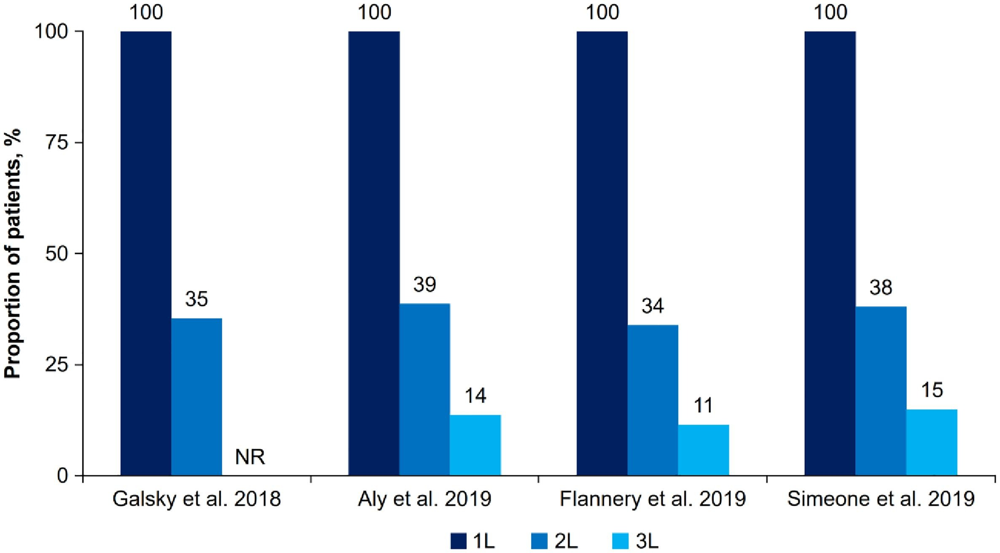 100 100 100 100
100
75
50
25
0
Proportion of patients, %
35
NR
39
14
34
11
38
15
Galsky et al. 2018 Aly et al. 2019 Flannery et al. 2019 Simeone et al. 2019
1L 2L 3L